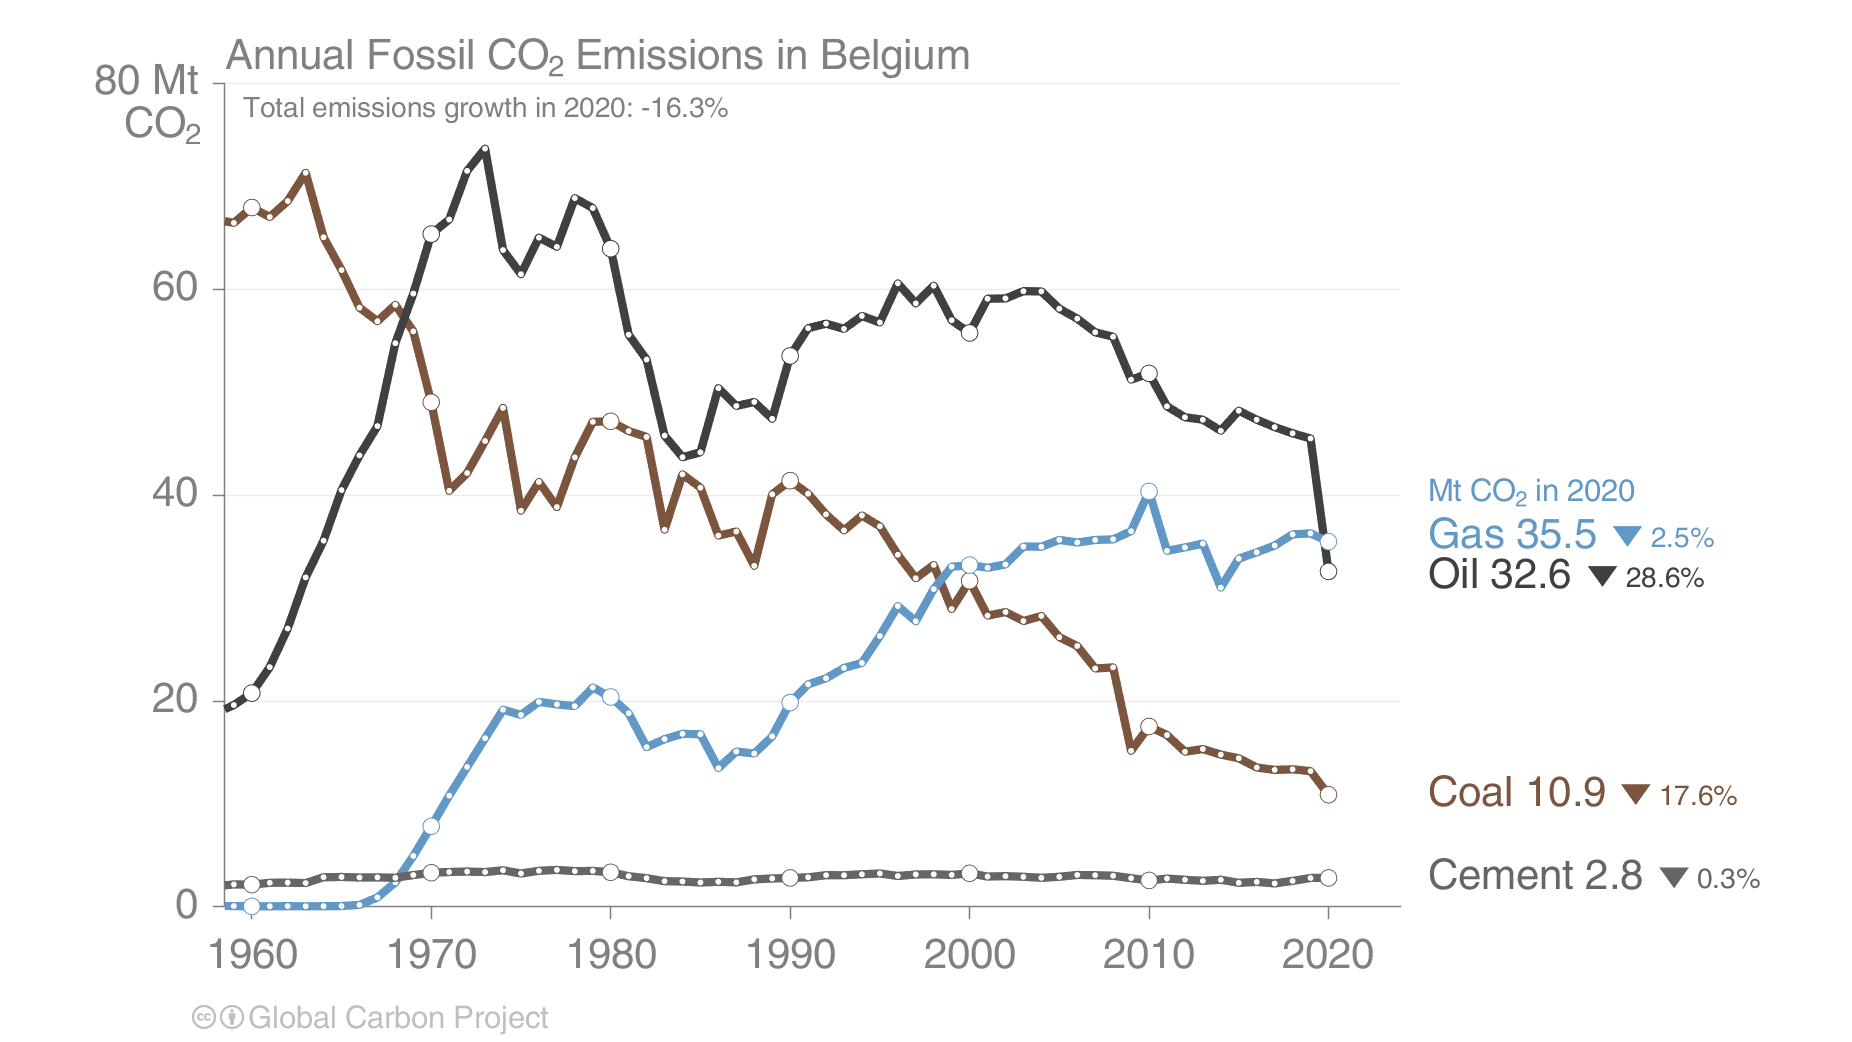 Annual Fossil CO₂ Emissions in Belgium
80 Mt
CO₂
Total emissions growth in 2020: -16.3%
60
40
20
0
Mt CO₂ in 2020
Gas 35.5 ▼ 2.5%
Oil 32.6 ▼ 28.6%
Coal 10.9 ▼ 17.6%
Cement 2.8 ▼ 0.3%
1960 1970 1980 1990 2000 2010 2020
cc Global Carbon Project